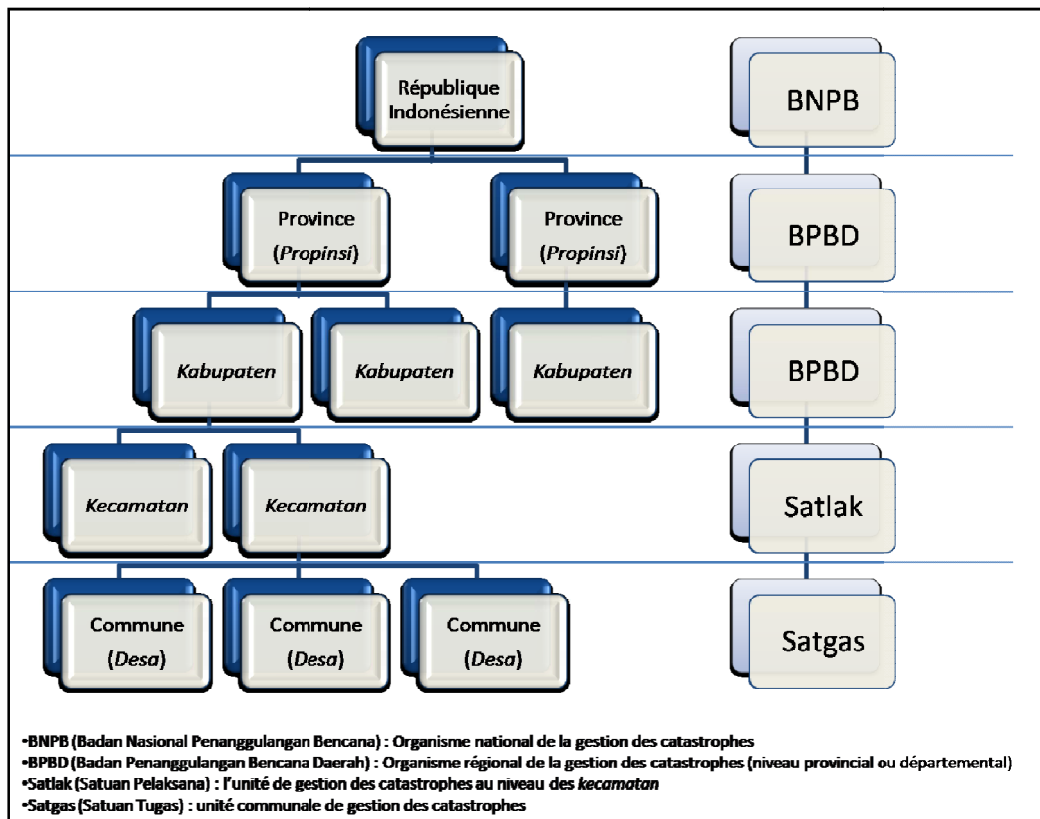 République
Indonésienne
BNPB
Province
(Propinsi)
Province
(Propinsi)
BPBD
Kabupaten
Kabupaten
Kabupaten
BPBD
Kecamatan
Kecamatan
Satlak
Commune
(Desa)
Commune
(Desa)
Commune
(Desa)
Satgas
•BNPB (Badan Nasional Penanggulangan Bencana) : Organisme national de la gestion des catastrophes
•BPBD (Badan Penanggulangan Bencana Daerah) : Organisme régional de la gestion des catastrophes (niveau provincial ou départemental)
•Satlak (Satuan Pelaksana) : l'unité de gestion des catastrophes au niveau des kecamatan
•Satgas (Satuan Tugas) : unité communale de gestion des catastrophes